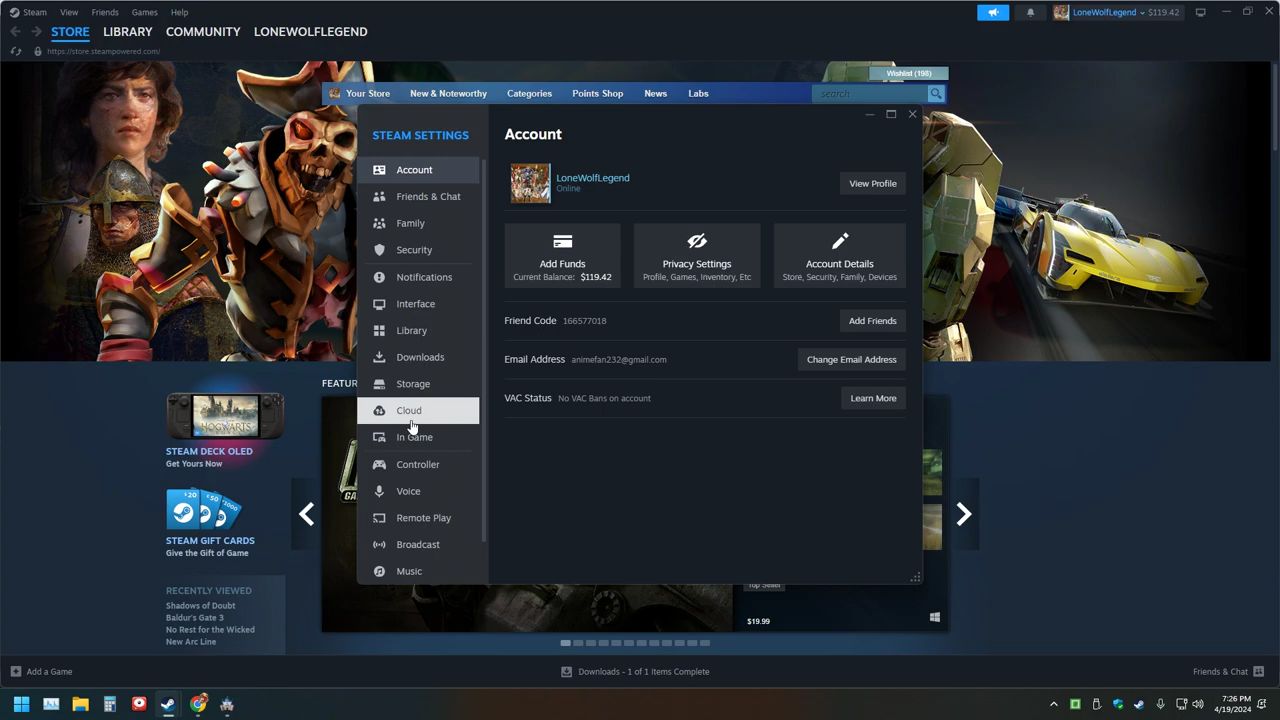 Steam View Friends Games Help
LoneWolfLegend $119.42
STORE LIBRARY COMMUNITY LONEWOLFLEGEND
https://store.steampowered.com/
Wishlist (198)
Your Store New & Noteworthy Categories Points Shop News Labs search
STEAM SETTINGS
Account
Friends & Chat
Family
Security
Notifications
Interface
Library
Downloads
Storage
Cloud
In Game
Controller
Voice
Remote Play
Broadcast
Music
Account
LoneWolfLegend
Online
View Profile
Add Funds
Current Balance: $119.42
Privacy Settings
Profile, Games, Inventory, Etc
Account Details
Store, Security, Family, Devices
Friend Code 166577018 Add Friends
Email Address animefan232@gmail.com Change Email Address
VAC Status No VAC Bans on account Learn More
FEATUR
HOGWARTS
STEAM DECK OLED
Get Yours Now
$20 $50
STEAM GIFT CARDS
Give the Gift of Game
RECENTLY VIEWED
Shadows of Doubt
Baldur's Gate 3
No Rest for the Wicked
New Arc Line
Top Seller
$19.99
Add a Game
Downloads - 1 of 1 Items Complete
Friends & Chat
7:26 PM
4/19/2024